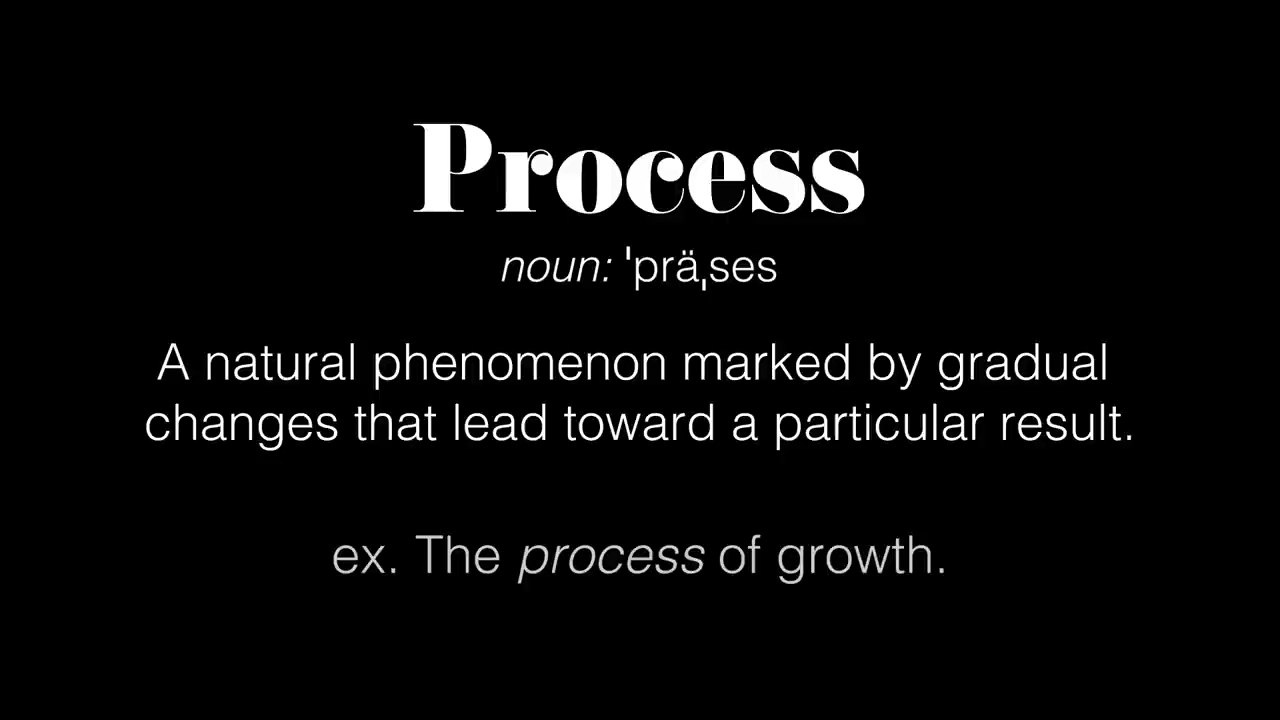 Process
noun: ˈpräˌses
A natural phenomenon marked by gradual
changes that lead toward a particular result.
ex. The process of growth.